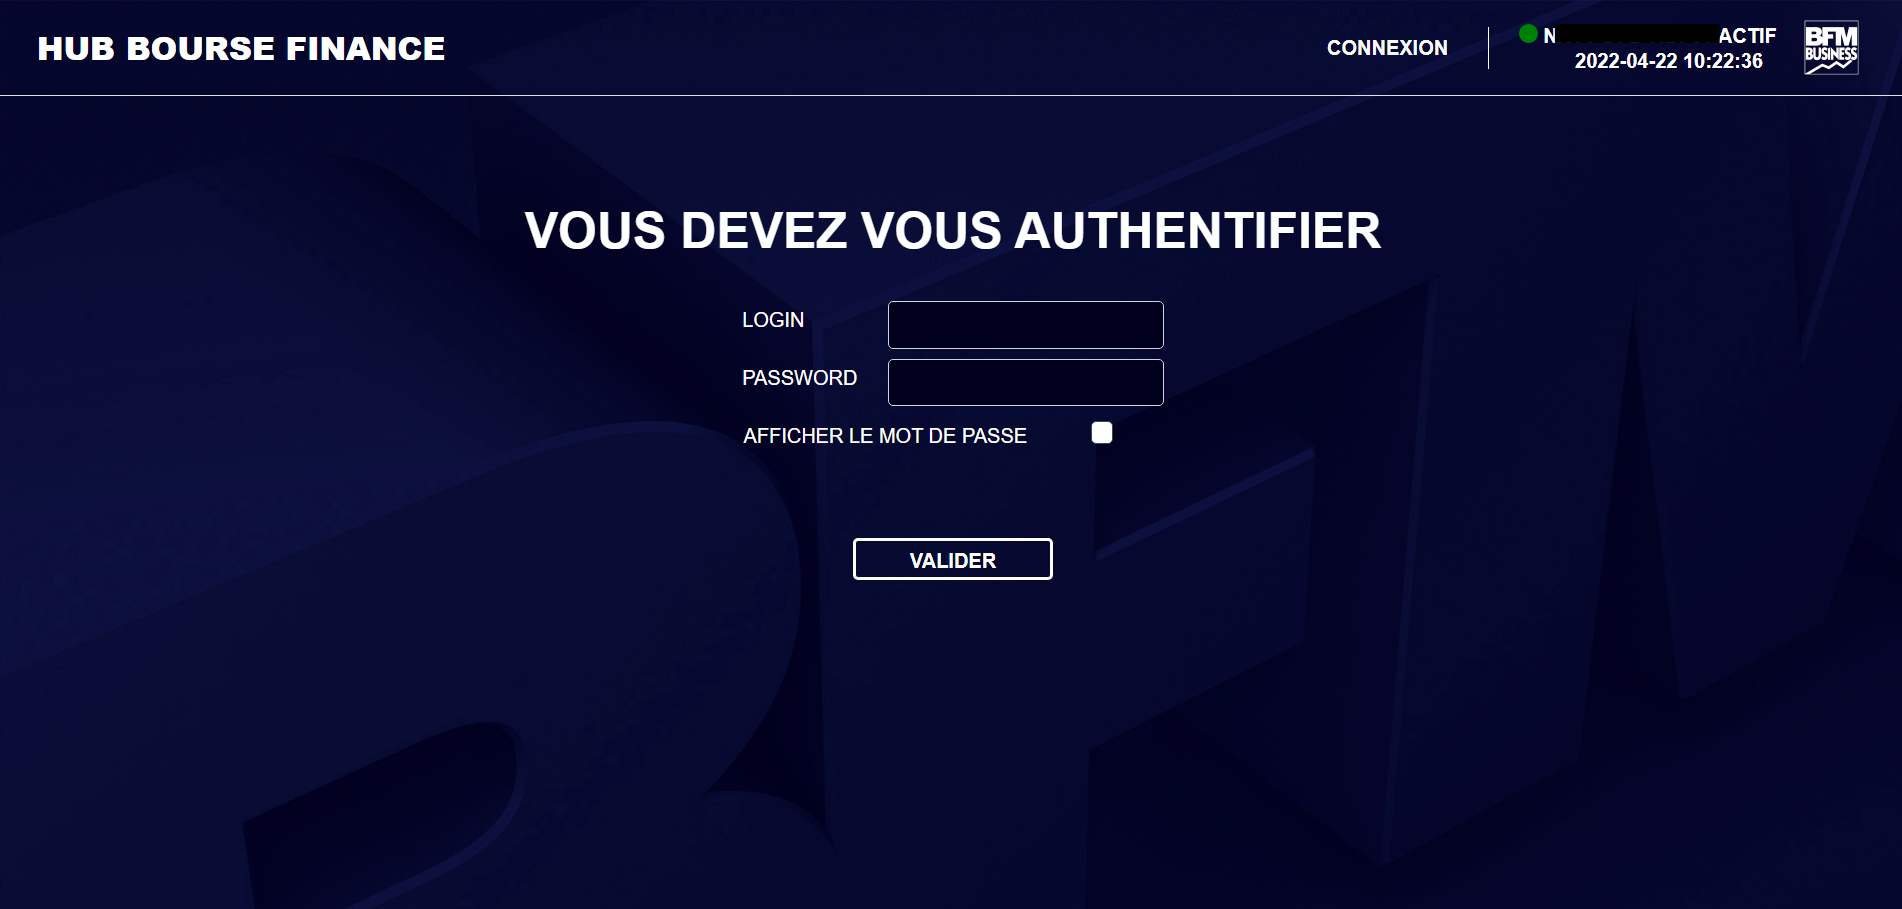 HUB BOURSE FINANCE
CONNEXION
ACTIF
2022-04-22 10:22:36
BFM
BUSINESS
VOUS DEVEZ VOUS AUTHENTIFIER
LOGIN
PASSWORD
AFFICHER LE MOT DE PASSE
VALIDER